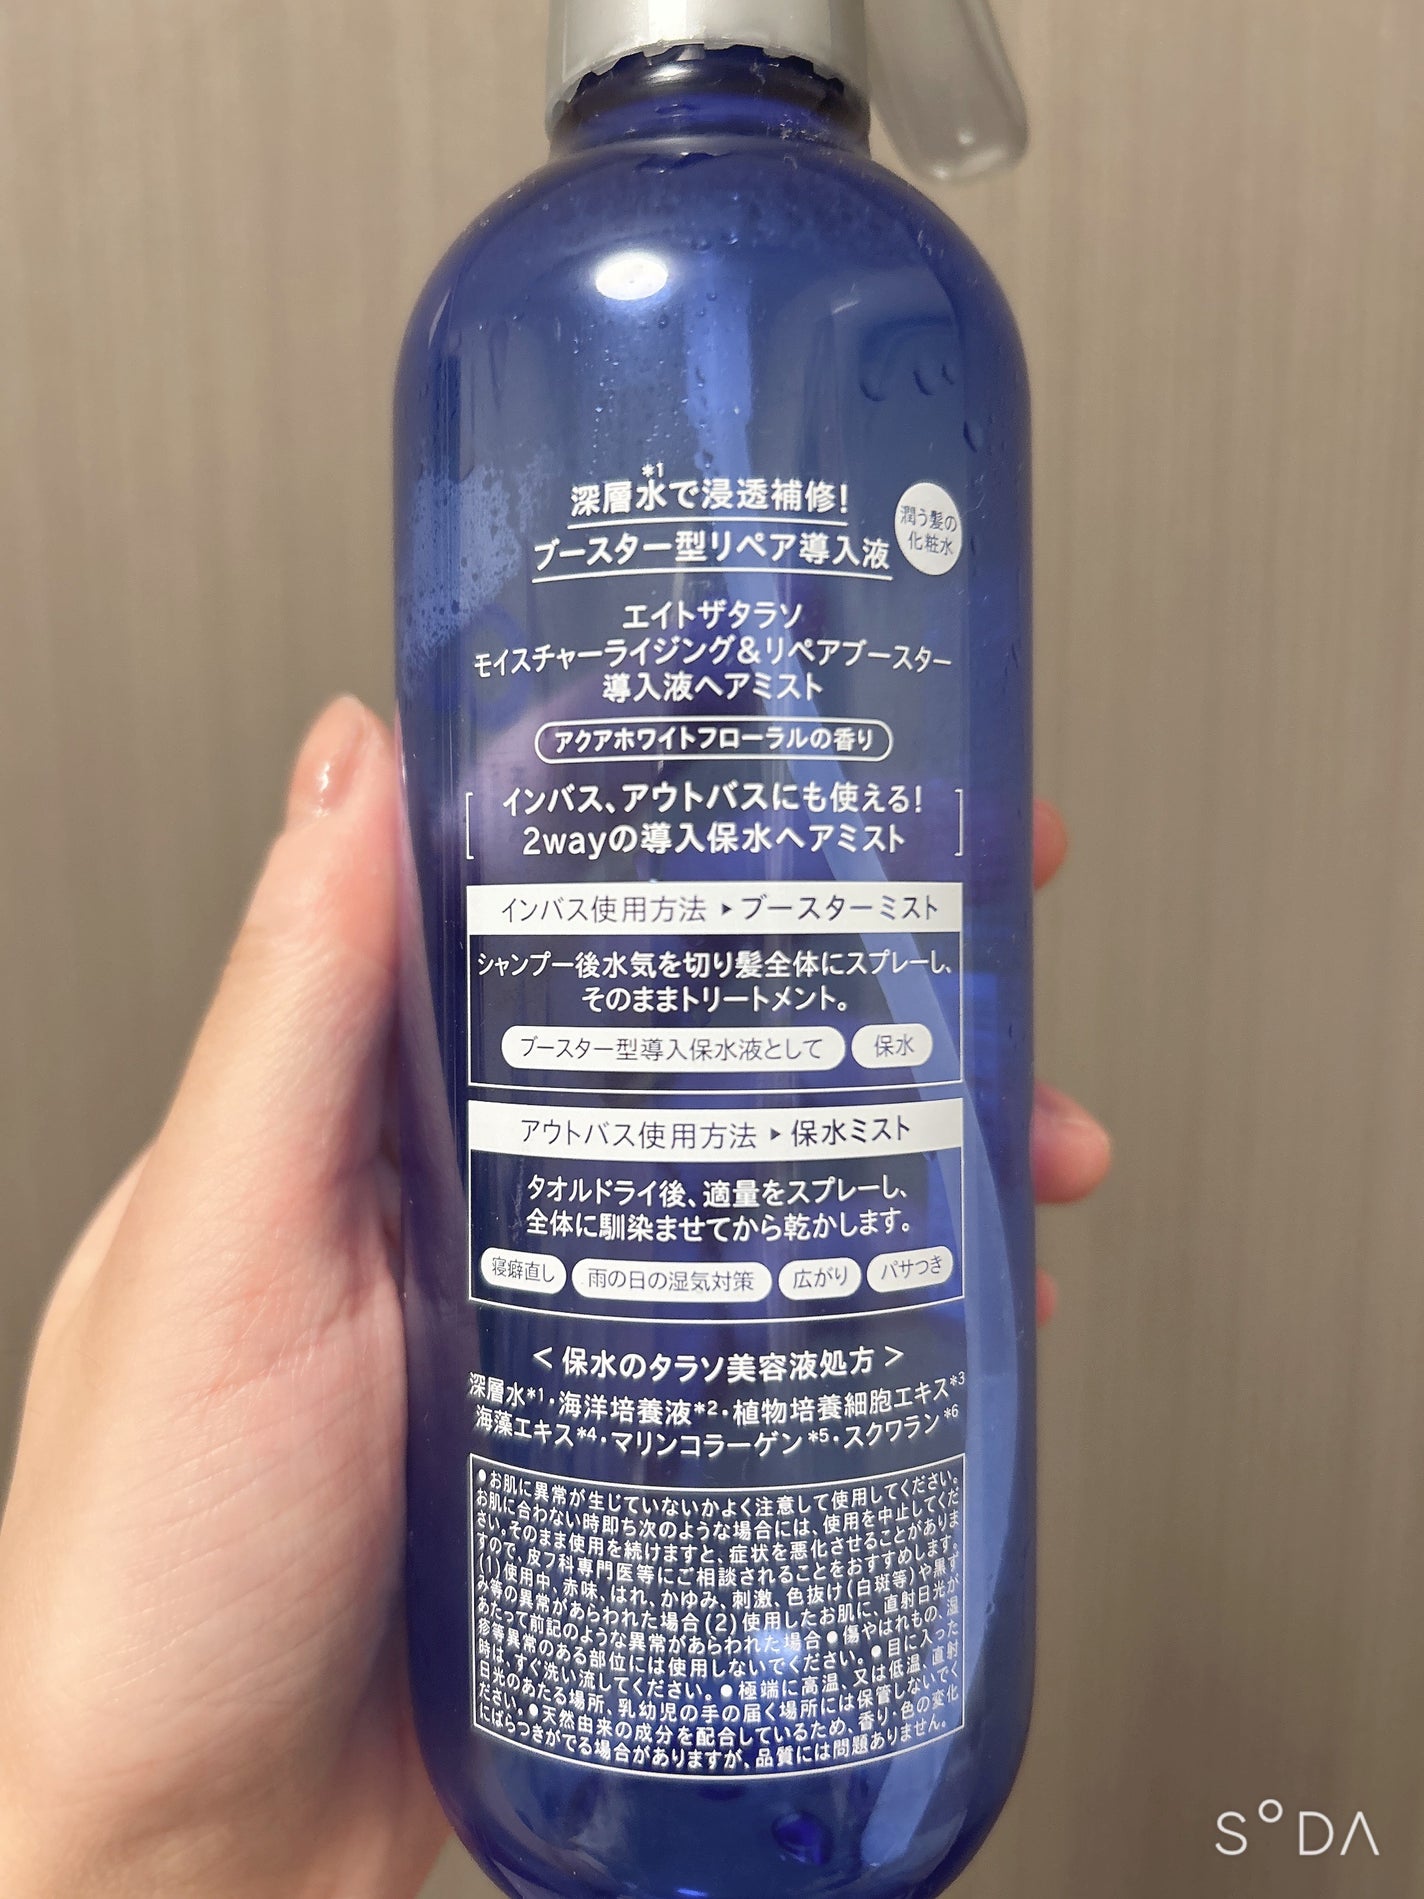 深層水*1で浸透補修!
ブースター型リペア導入液
潤う髪の
化粧水
エイトザタラソ
モイスチャーライジング&リペアブースター
導入液ヘアミスト
アクアホワイトフローラルの香り
インバス、アウトバスにも使える!
2wayの導入保水ヘアミスト
インバス使用方法▶ブースターミスト
シャンプー後水気を切り髪全体にスプレーし、
そのままトリートメント。
ブースター型導入保水液として 保水
アウトバス使用方法▶保水ミスト
タオルドライ後、適量をスプレーし、
全体に馴染ませてから乾かします。
寝癖直し 雨の日の湿気対策 広がり パサつき
<保水のタラソ美容液処方>
深層水*1・海洋培養液*2・植物培養細胞エキス*3
海藻エキス*4・マリンコラーゲン*5・スクワラン*6
●お肌に異常が生じていないかよく注意して使用してください。
お肌に合わない時即ち次のような場合には、使用を中止してくだ
さい。そのまま使用を続けますと、症状を悪化させることがありま
すので、皮フ科専門医等にご相談されることをおすすめします。
(1)使用中、赤味、はれ、かゆみ、刺激、色抜け(白斑等)や黒ず
み等の異常があらわれた場合(2)使用したお肌に、直射日光が
あたって前記のような異常があらわれた場合●傷やはれもの、湿
疹等異常のある部位には使用しないでください。●目に入った
時は、すぐ洗い流してください。●極端に高温、又は低温、直射
日光のあたる場所、乳幼児の手の届く場所には保管しないでく
ださい。●天然由来の成分を配合しているため、香り・色の変化
にばらつきがでる場合がありますが、品質には問題ありません。
SODA